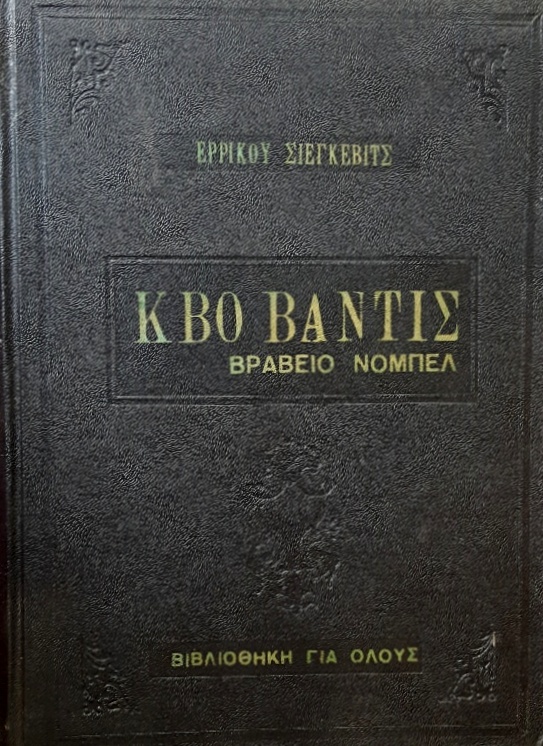 ΕΡΡΙΚΟΥ ΣΙΕΓΚΕΒΙΤΣ
ΚΒΟ ΒΑΝΤΙΣ
ΒΡΑΒΕΙΟ ΝΟΜΠΕΛ
ΒΙΒΛΙΟΘΗΚΗ ΓΙΑ ΟΛΟΥΣ